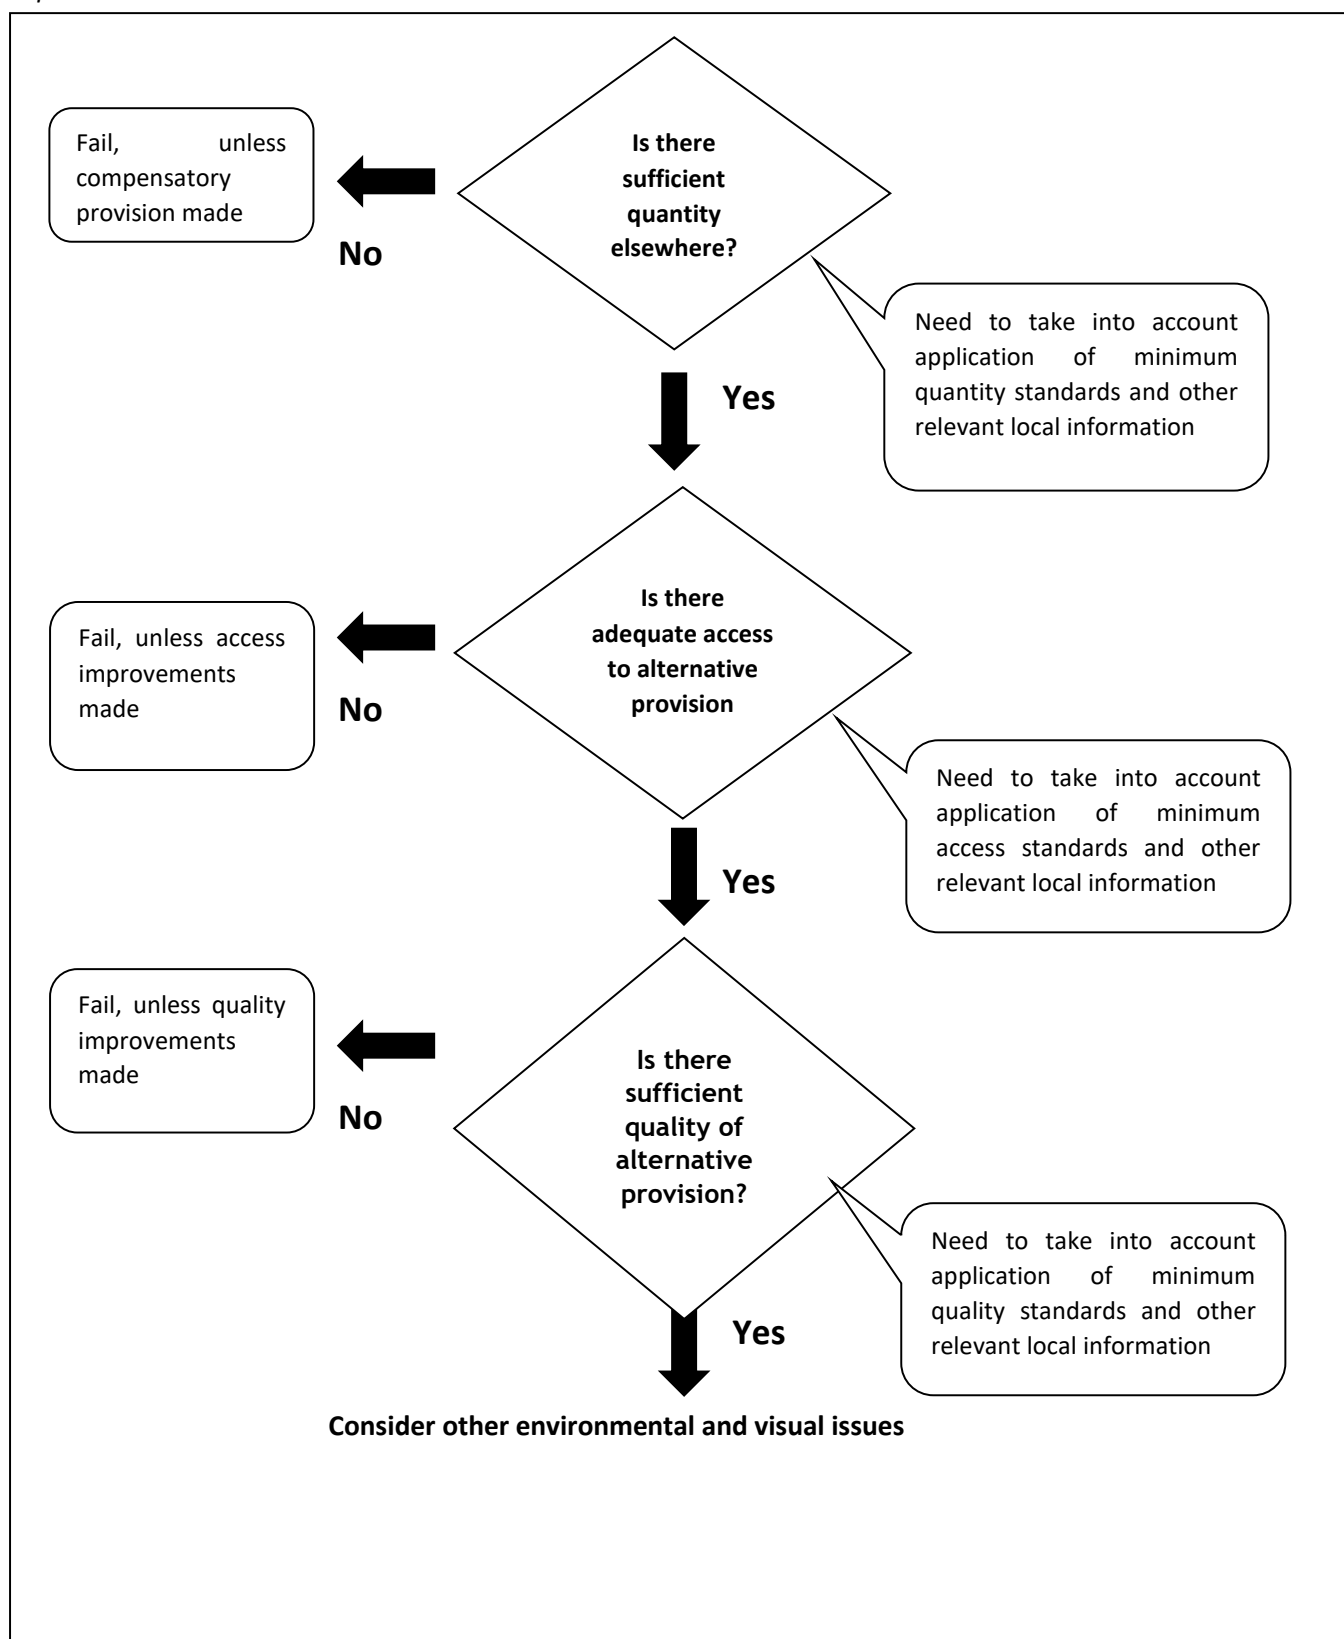 Is there
sufficient
quantity
elsewhere?
Fail, unless
compensatory
provision made
No
Need to take into account
application of minimum
quantity standards and other
relevant local information
Yes
Is there
adequate access
to alternative
provision
Fail, unless access
improvements
made
No
Need to take into account
application of minimum
access standards and other
relevant local information
Yes
Is there
sufficient
quality of
alternative
provision?
Fail, unless quality
improvements
made
No
Need to take into account
application of minimum
quality standards and other
relevant local information
Yes
Consider other environmental and visual issues